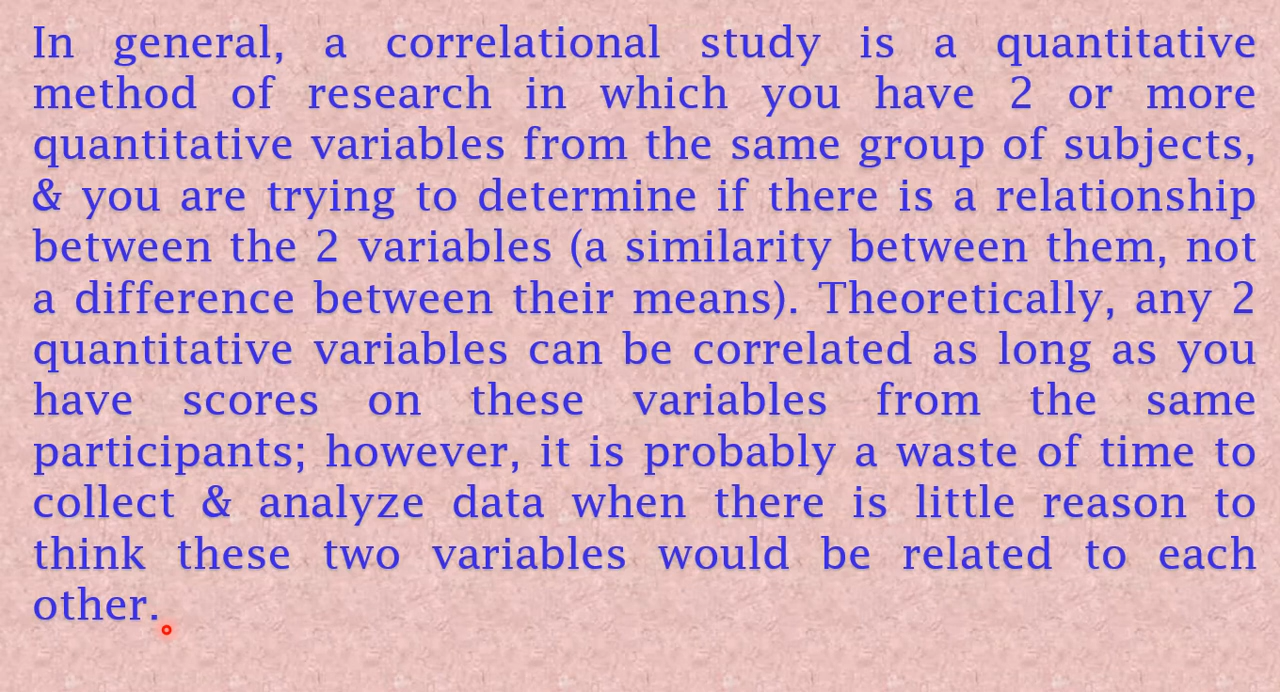 In general, a correlational study is a quantitative
method of research in which you have 2 or more
quantitative variables from the same group of subjects,
& you are trying to determine if there is a relationship
between the 2 variables (a similarity between them, not
a difference between their means). Theoretically, any 2
quantitative variables can be correlated as long as you
have scores on these variables from the same
participants; however, it is probably a waste of time to
collect & analyze data when there is little reason to
think these two variables would be related to each
other.